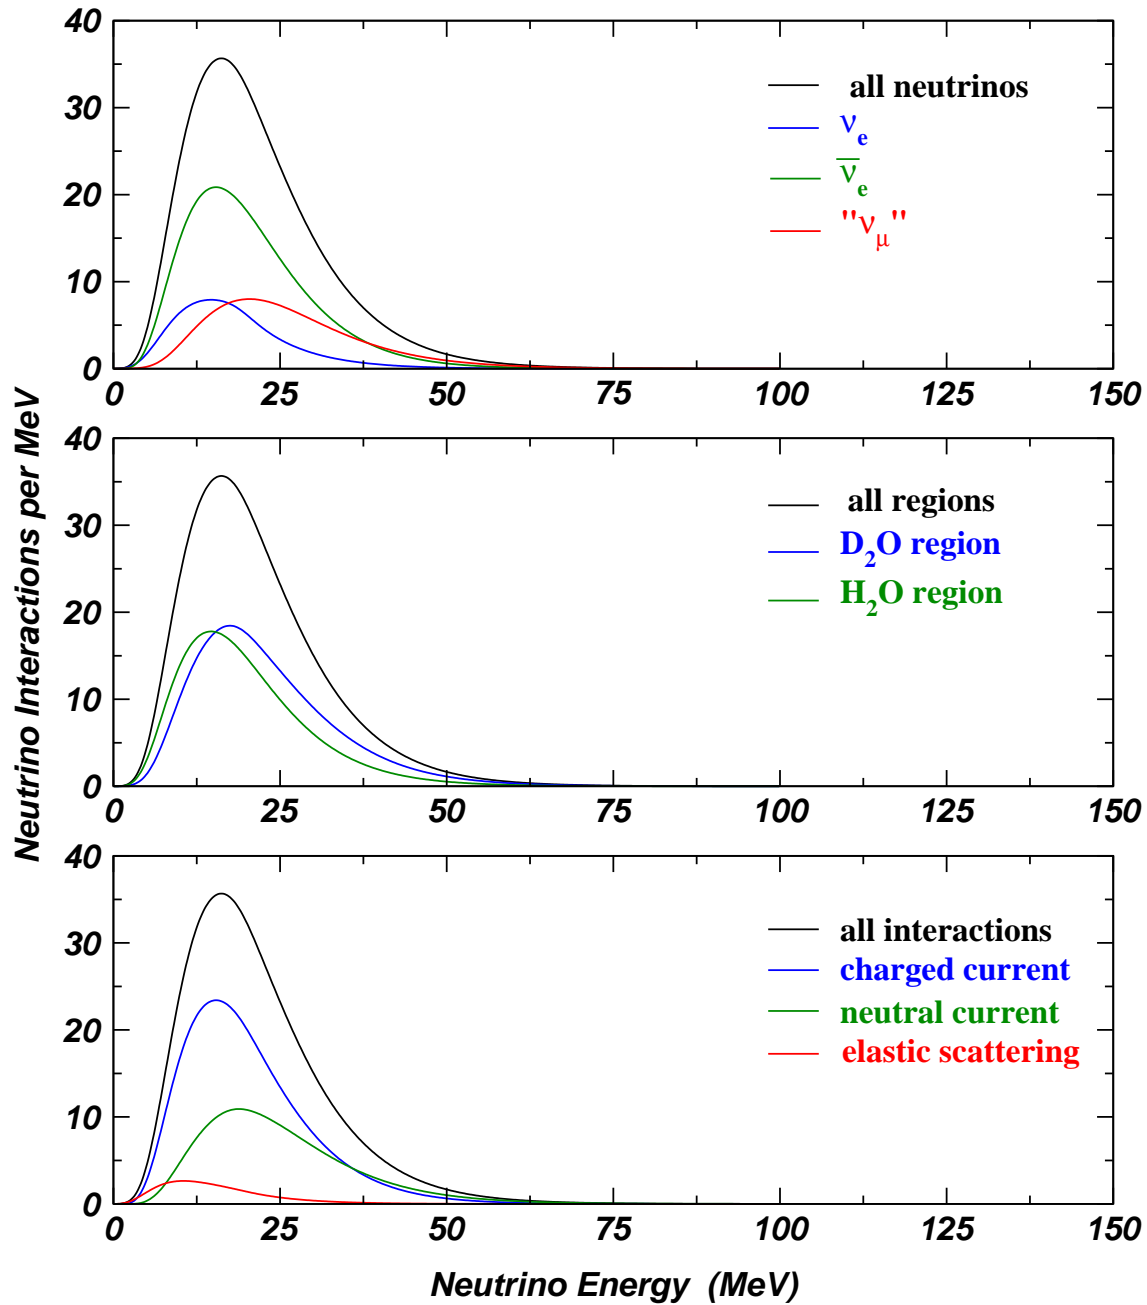 Neutrino Interactions per MeV
40
30
20
10
0
0 25 50 75 100 125 150
all neutrinos
νₑ
ν̅ₑ
"ν_μ"
40
30
20
10
0
0 25 50 75 100 125 150
all regions
D₂O region
H₂O region
40
30
20
10
0
0 25 50 75 100 125 150
all interactions
charged current
neutral current
elastic scattering
Neutrino Energy (MeV)